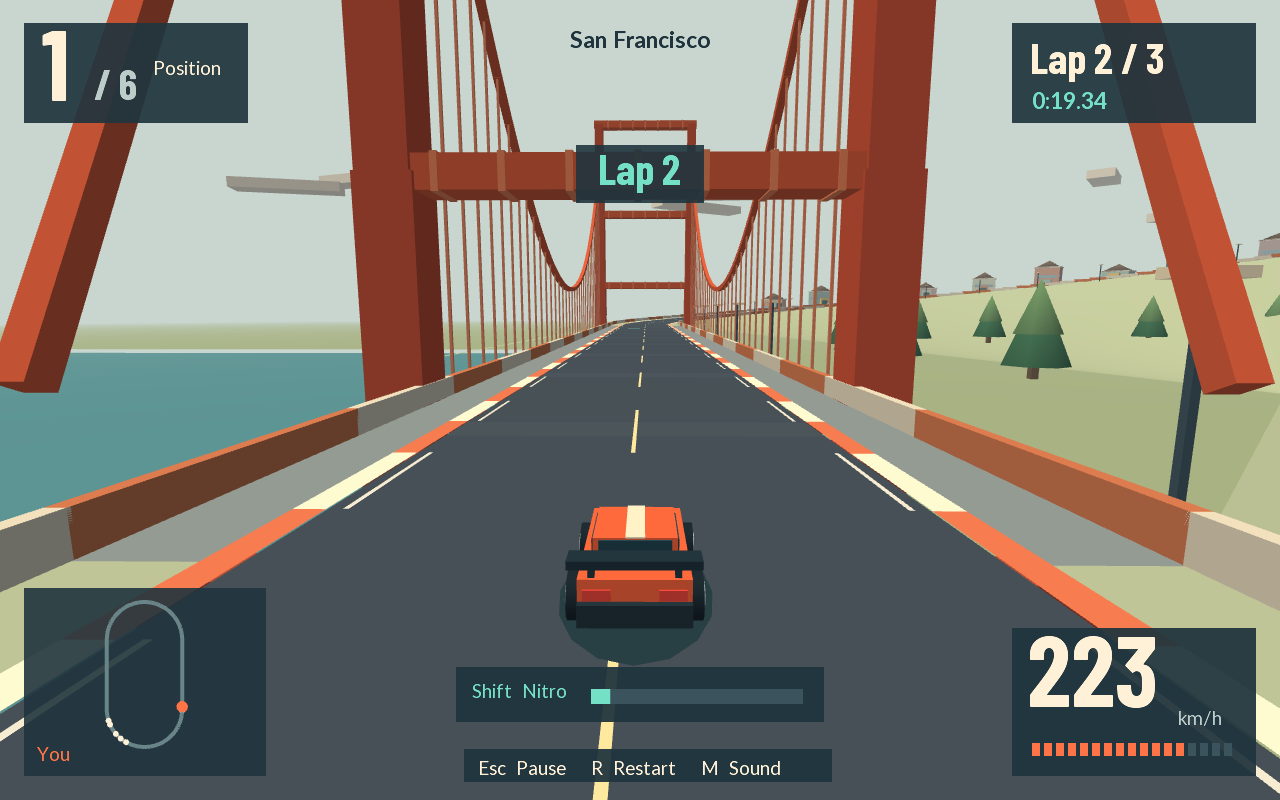 San Francisco
1 / 6 Position
Lap 2 / 3
0:19.34
Lap 2
You
Shift Nitro
223
km/h
Esc Pause R Restart M Sound